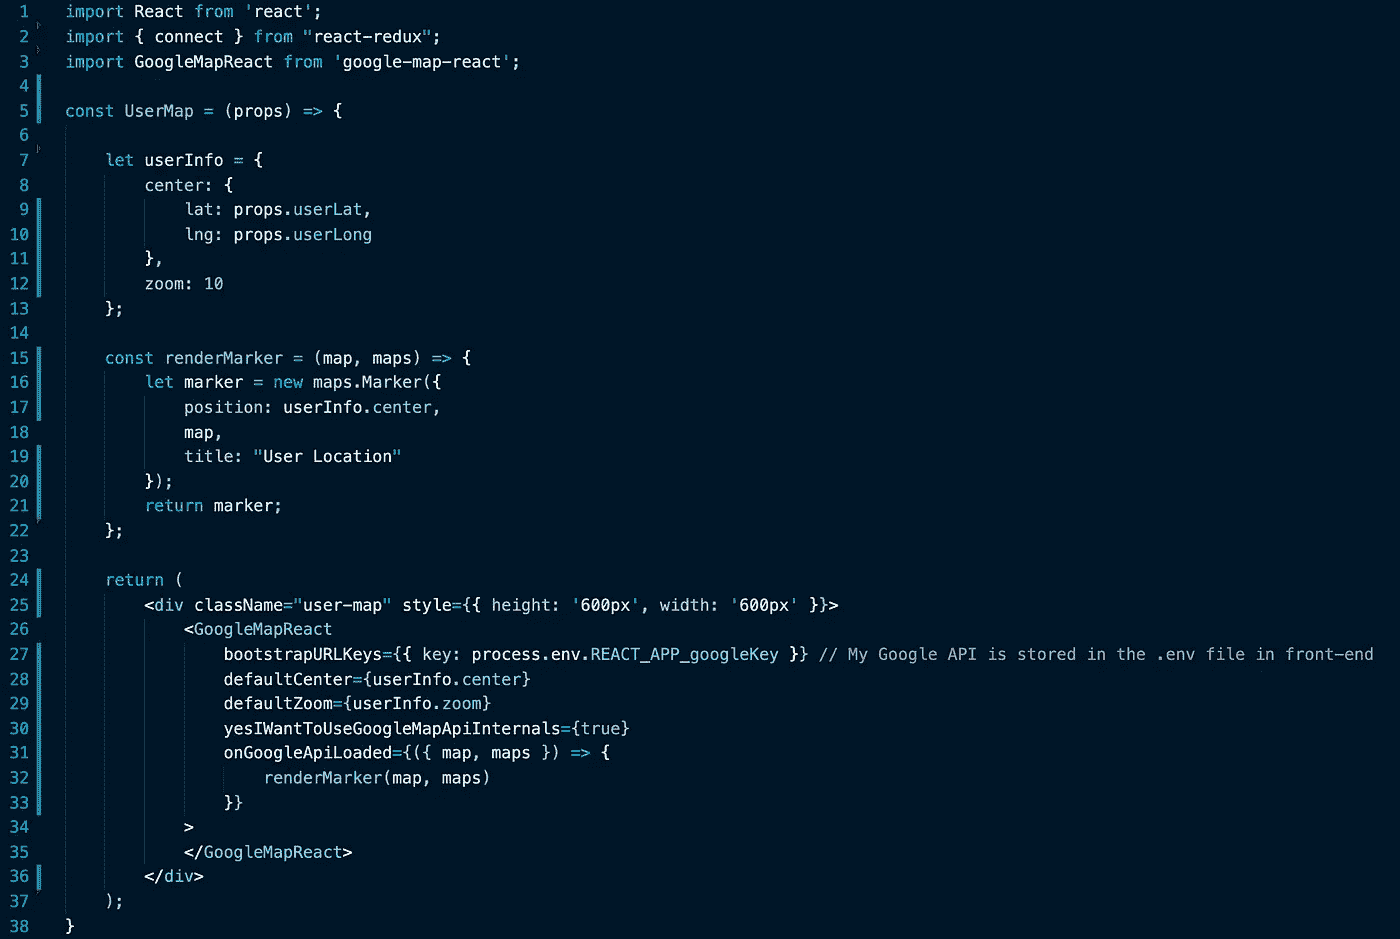 1 import React from 'react';
2 import { connect } from "react-redux";
3 import GoogleMapReact from 'google-map-react';
4
5 const UserMap = (props) => {
6
7     let userInfo = {
8         center: {
9             lat: props.userLat,
10             lng: props.userLong
11         },
12         zoom: 10
13     };
14
15     const renderMarker = (map, maps) => {
16         let marker = new maps.Marker({
17             position: userInfo.center,
18             map,
19             title: "User Location"
20         });
21         return marker;
22     };
23
24     return (
25         <div className="user-map" style={{ height: '600px', width: '600px' }}>
26             <GoogleMapReact
27                 bootstrapURLKeys={{ key: process.env.REACT_APP_googleKey }} // My Google API is stored in the .env file in front-end
28                 defaultCenter={userInfo.center}
29                 defaultZoom={userInfo.zoom}
30                 yesIWantToUseGoogleMapApiInternals={true}
31                 onGoogleApiLoaded={({ map, maps }) => {
32                     renderMarker(map, maps)
33                 }}
34             >
35             </GoogleMapReact>
36         </div>
37     );
38 }